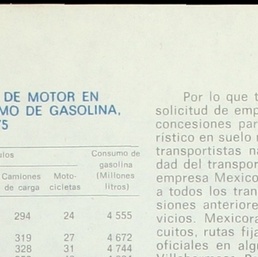 DE MOTOR EN
MO DE GASOLINA,
Consumo de
gasolina
(Millones
litros)
Camiones
de carga
Moto-
cicletas
294 24 4 555
319 27 4 672
328 31 4 744
Por lo que t
solicitud de emp
concesiones par
rístico en suelo
transportistas na
dad del transpor
empresa Mexico
a todos los tran
siones anteriore
vicios. Mexicora
cuitos, rutas fija
oficiales en alg